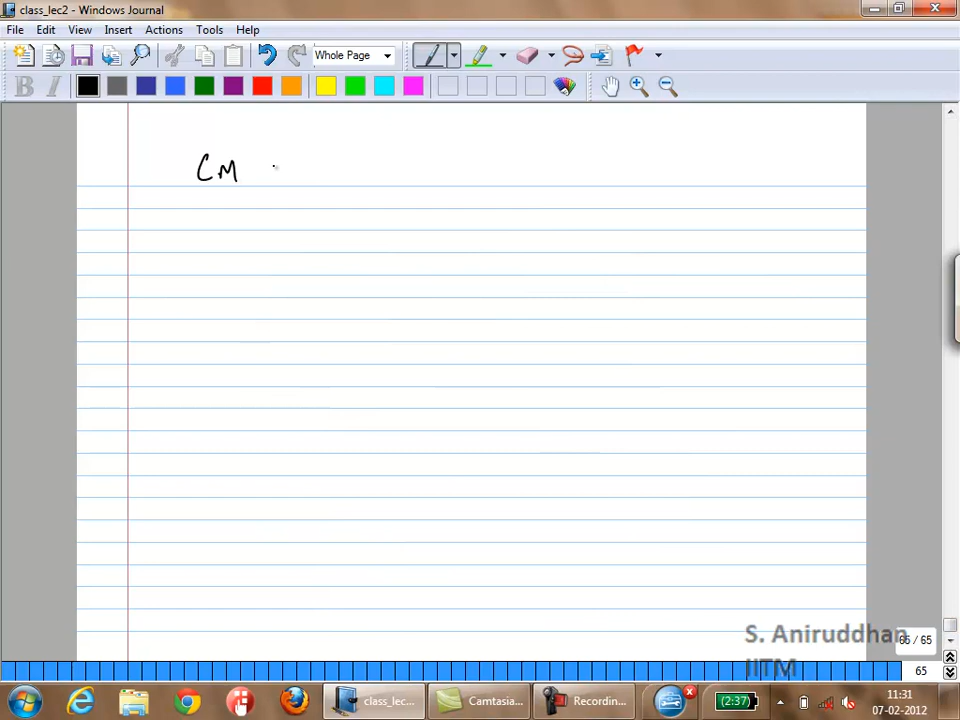 class_lec2 - Windows Journal
File Edit View Insert Actions Tools Help
Whole Page
B I
CM
S. Aniruddhan
IITM
65 / 65
65
class_lec... Camtasia... Recordin... (2:37) 11:31
07-02-2012